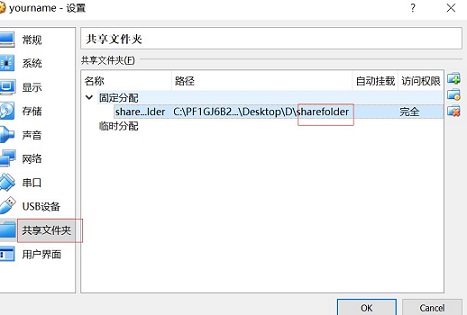 yourname - 设置
常规
系统
显示
存储
声音
网络
串口
USB设备
共享文件夹
用户界面
共享文件夹
共享文件夹(F)
名称 路径 自动挂载 访问权限
固定分配
share...lder C:\PF1GJ6B2...\Desktop\D\sharefolder 完全
临时分配
OK Cancel